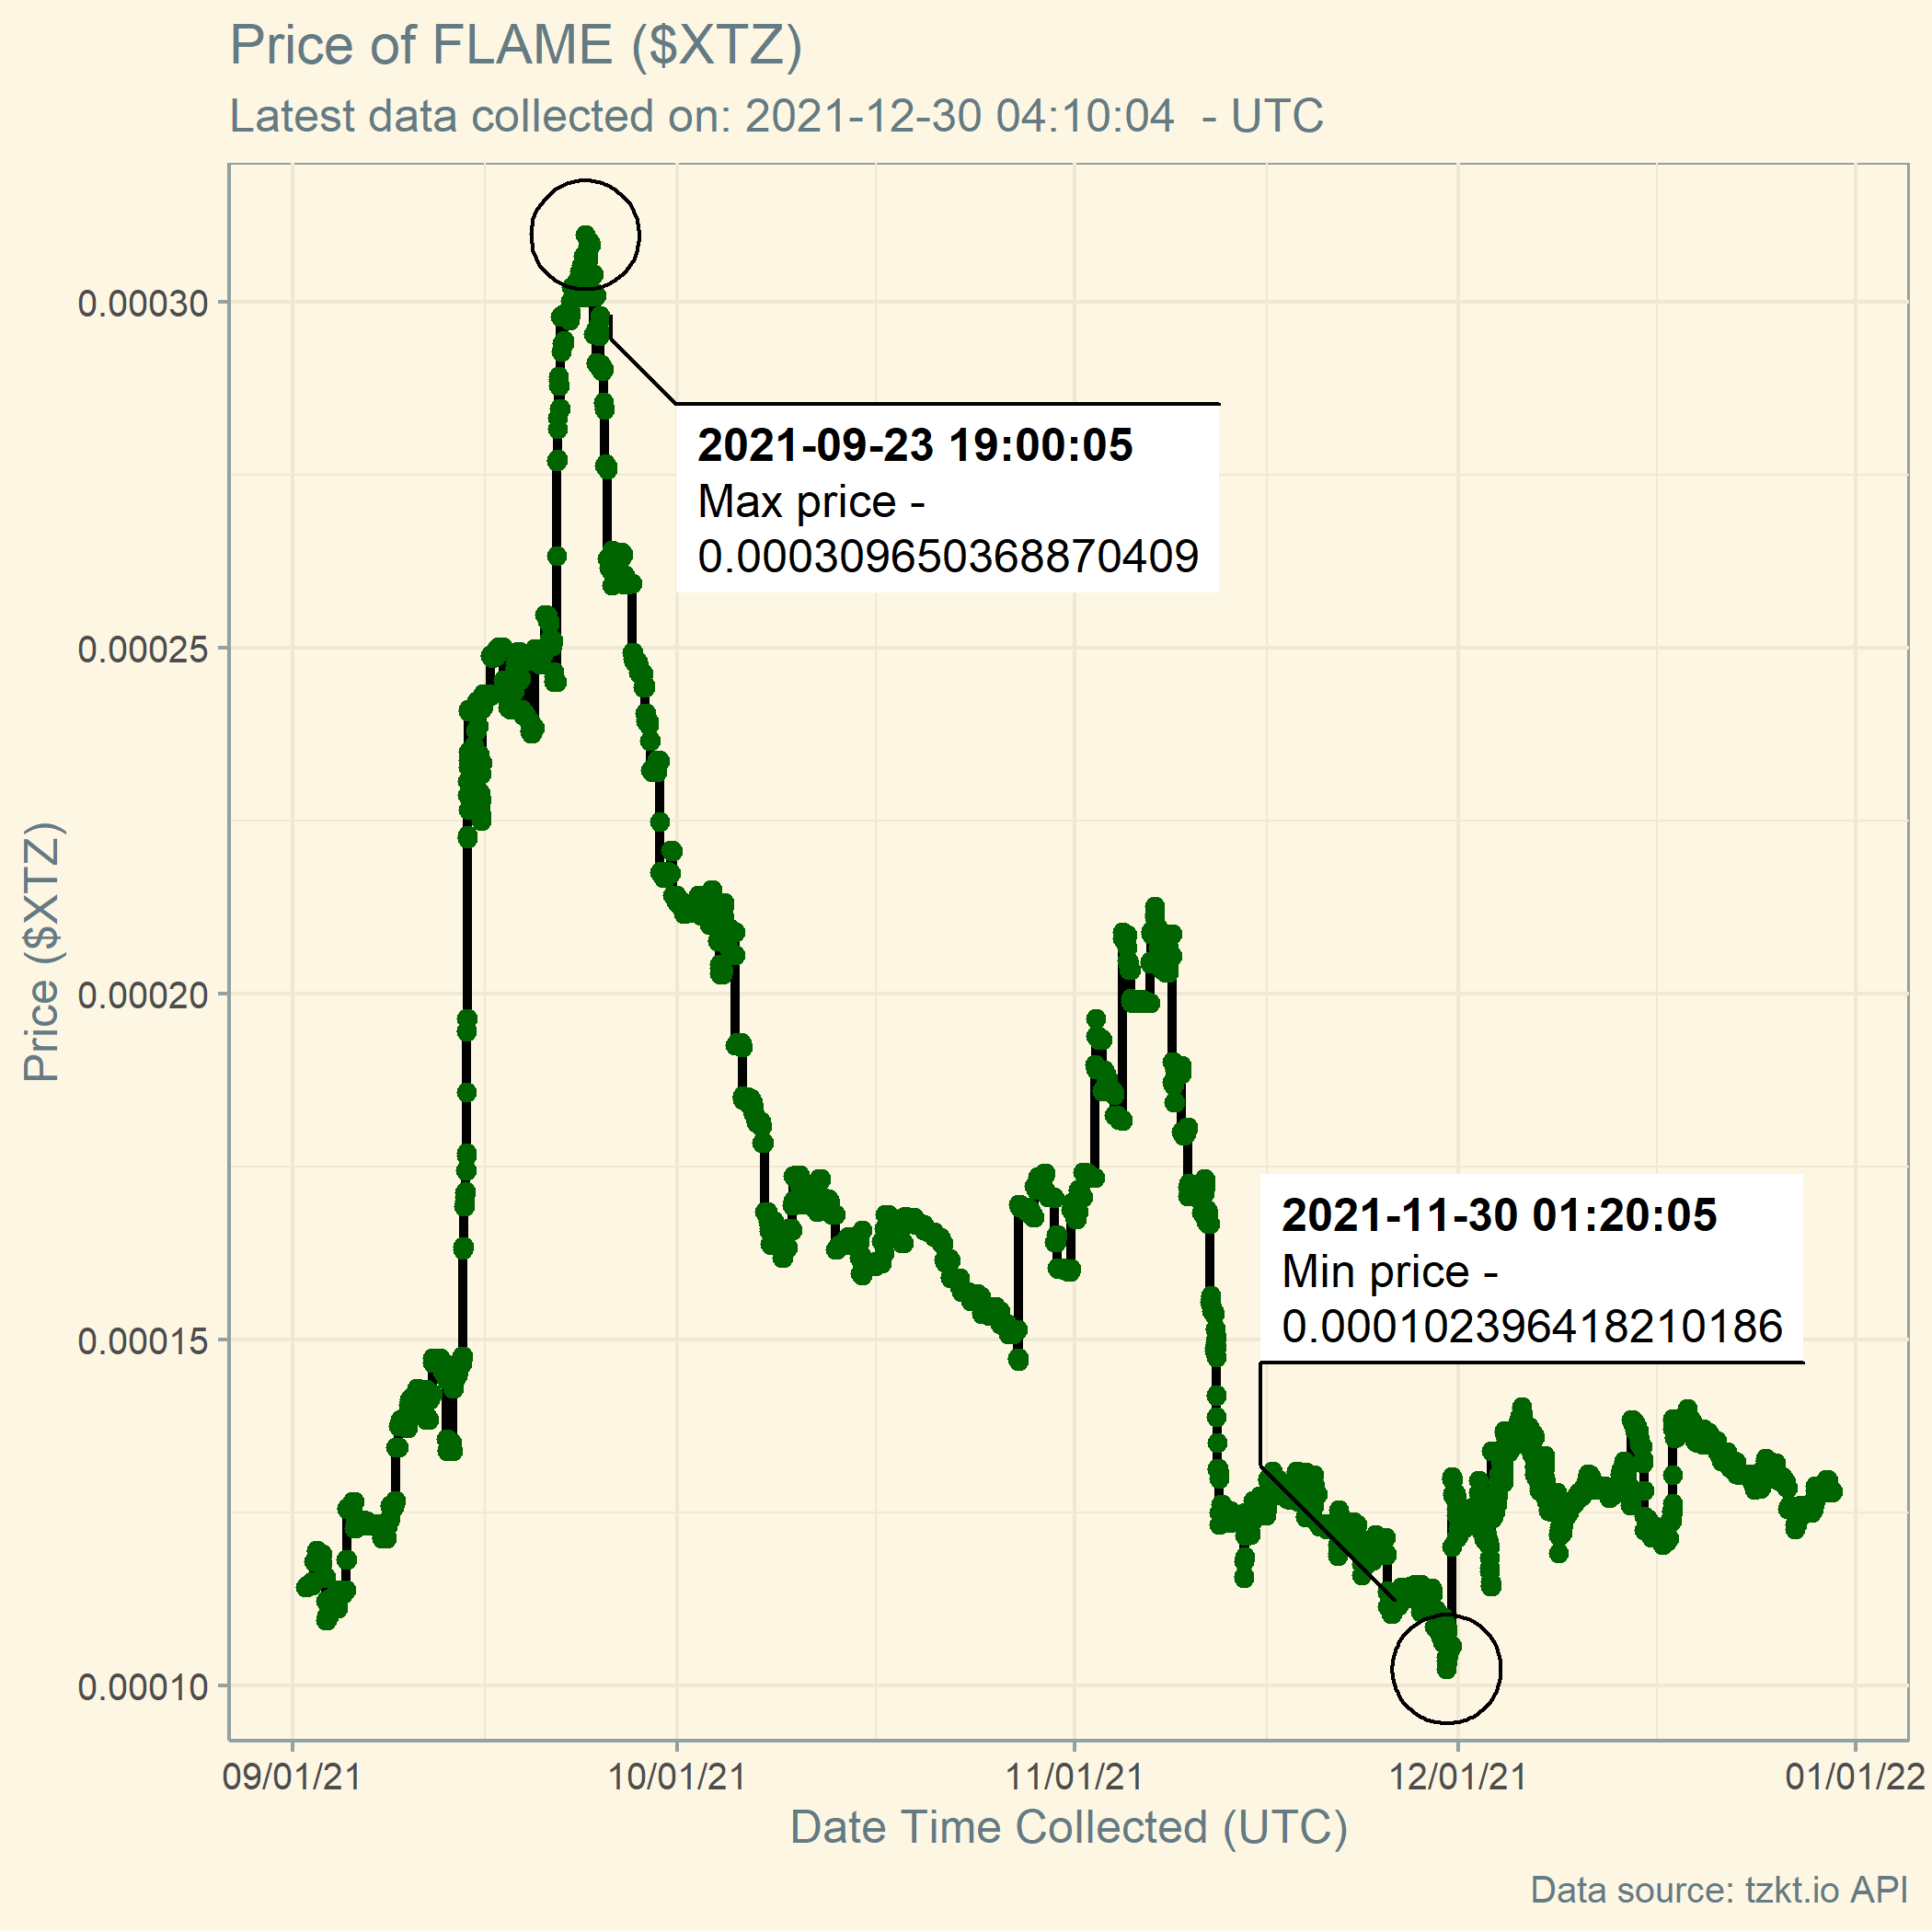 Price of FLAME ($XTZ)
Latest data collected on: 2021-12-30 04:10:04  - UTC
0.00030
2021-09-23 19:00:05
Max price -
0.000309650368870409
0.00025
Price ($XTZ)
0.00020
2021-11-30 01:20:05
Min price -
0.000102396418210186
0.00015
0.00010
09/01/21
10/01/21
11/01/21
12/01/21
01/01/22
Date Time Collected (UTC)
Data source: tzkt.io API